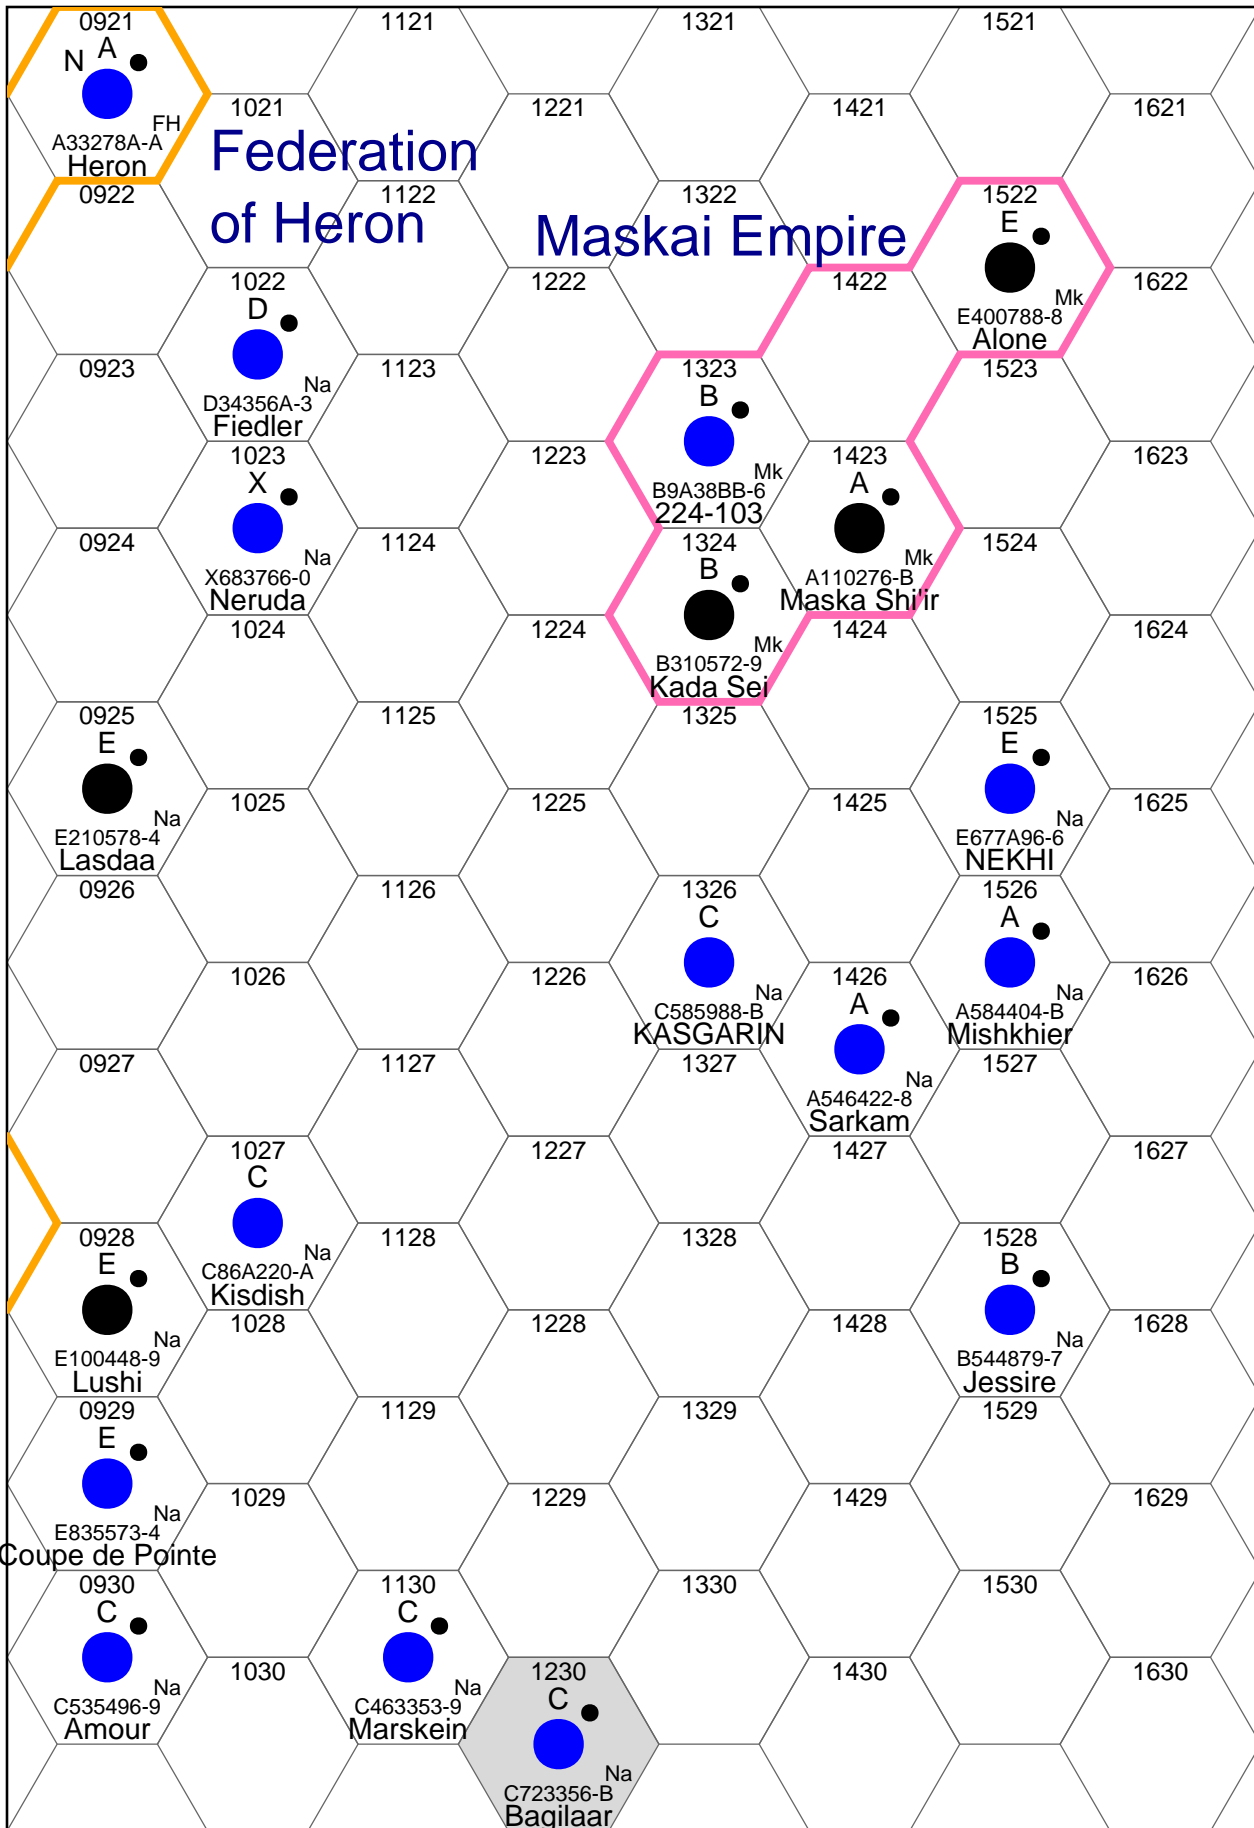 0921 1121 1321 1521
A
N
FH
A33278A-A
Heron
1021 1221 1421 1621
Federation
of Heron
Maskai Empire
0922 1122 1322 1522
E
Mk
E400788-8
Alone
1022 1222 1422 1622
D
Na
D34356A-3
Fiedler
0923 1123 1323 1523
B
Mk
B9A38BB-6
224-103
1023 1223 1423 1623
X A
Na Mk
X683766-0 A110276-B
Neruda Maska Shi'ir
0924 1124 1324 1524
B
Mk
B310572-9
Kada Sei
1024 1224 1424 1624
0925 1125 1325 1525
E E
Na Na
E210578-4 E677A96-6
Lasdaa NEKHI
1025 1225 1425 1625
0926 1126 1326 1526
C A
Na Na
C585988-B A584404-B
KASGARIN Mishkhier
1026 1226 1426 1626
A
Na
A546422-8
Sarkam
0927 1127 1327 1527
1027 1227 1427 1627
C
Na
C86A220-A
Kisdish
0928 1128 1328 1528
E B
Na Na
E100448-9 B544879-7
Lushi Jessire
1028 1228 1428 1628
0929 1129 1329 1529
E
Na
E835573-4
Coupe de Pointe
1029 1229 1429 1629
0930 1130 1330 1530
C C
Na Na
C535496-9 C463353-9
Amour Marskein
1030 1230 1430 1630
C
Na
C723356-B
Bagilaar